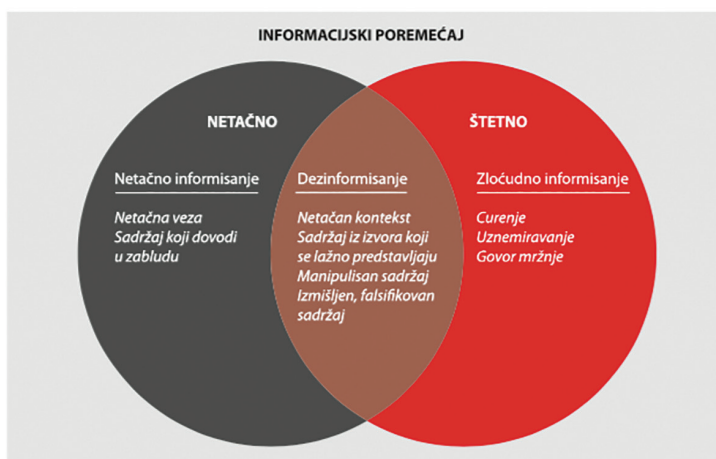 INFORMACIJSKI POREMEĆAJ
NETAČNO
Netačno informisanje
Netačna veza
Sadržaj koji dovodi
u zabludu
Dezinformisanje
Netačan kontekst
Sadržaj iz izvora koji
se lažno predstavljaju
Manipulisan sadržaj
Izmišljen, falsifikovan
sadržaj
ŠTETNO
Zloćudno informisanje
Curenje
Uznemiravanje
Govor mržnje